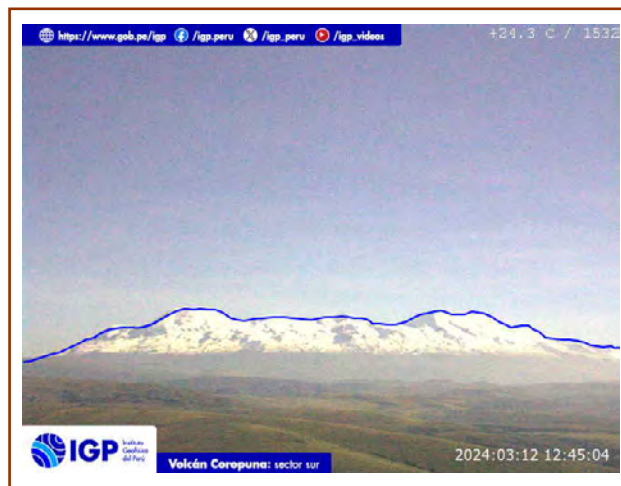 https://www.gob.pe/igp /igp.peru /igp_peru /igp_videos
+24.3 C / 1532
IGP Instituto Geofísico del Perú
Volcán Coropuna: sector sur
2024:03:12 12:45:04